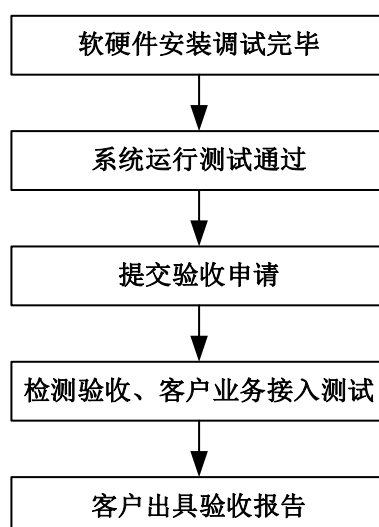 软硬件安装调试完毕
系统运行测试通过
提交验收申请
检测验收、客户业务接入测试
客户出具验收报告